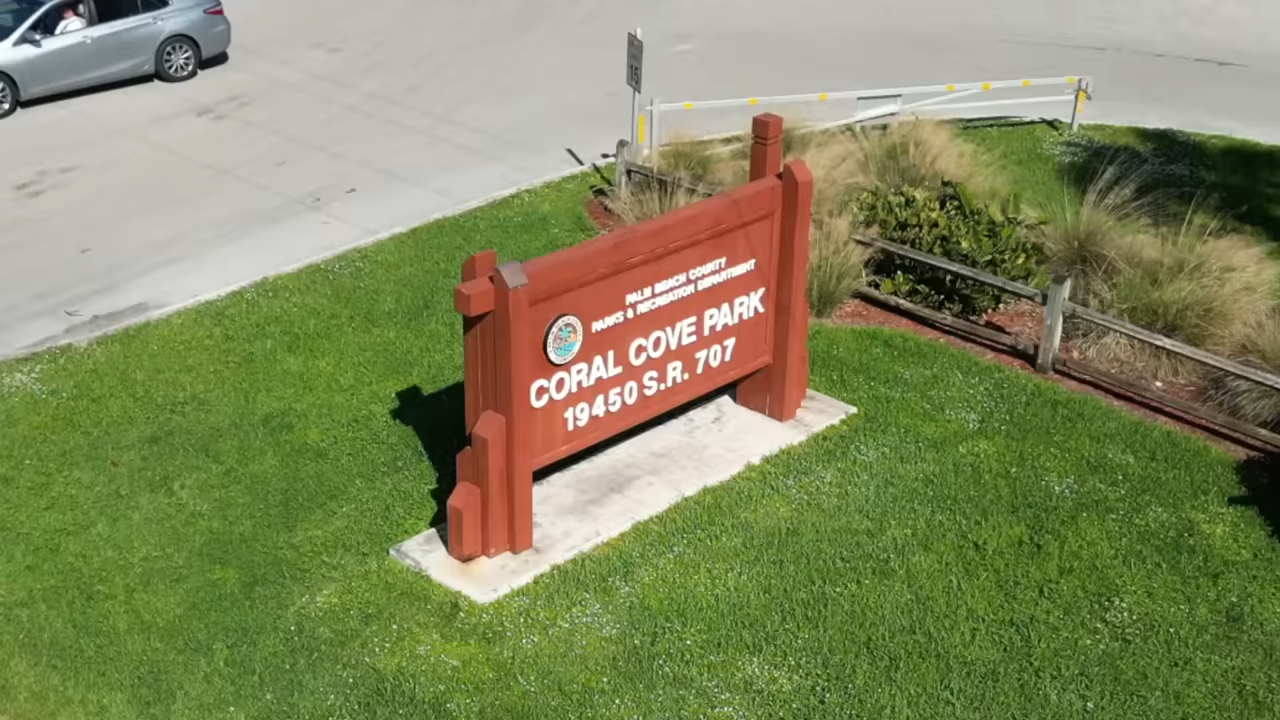 15
PALM BEACH COUNTY
PARKS & RECREATION DEPARTMENT
CORAL COVE PARK
19450 S.R. 707